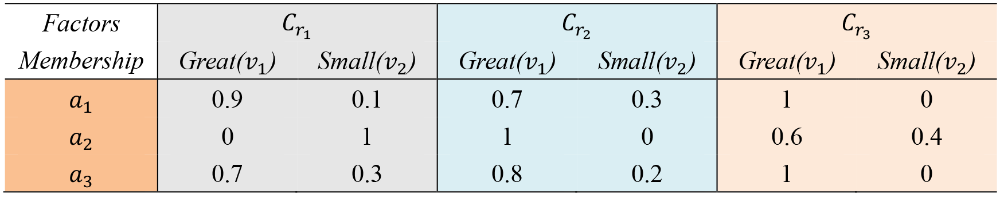 Factors C_{r_1} C_{r_2} C_{r_3}
Membership Great(v_1) Small(v_2) Great(v_1) Small(v_2) Great(v_1) Small(v_2)
a_1 0.9 0.1 0.7 0.3 1 0
a_2 0 1 1 0 0.6 0.4
a_3 0.7 0.3 0.8 0.2 1 0